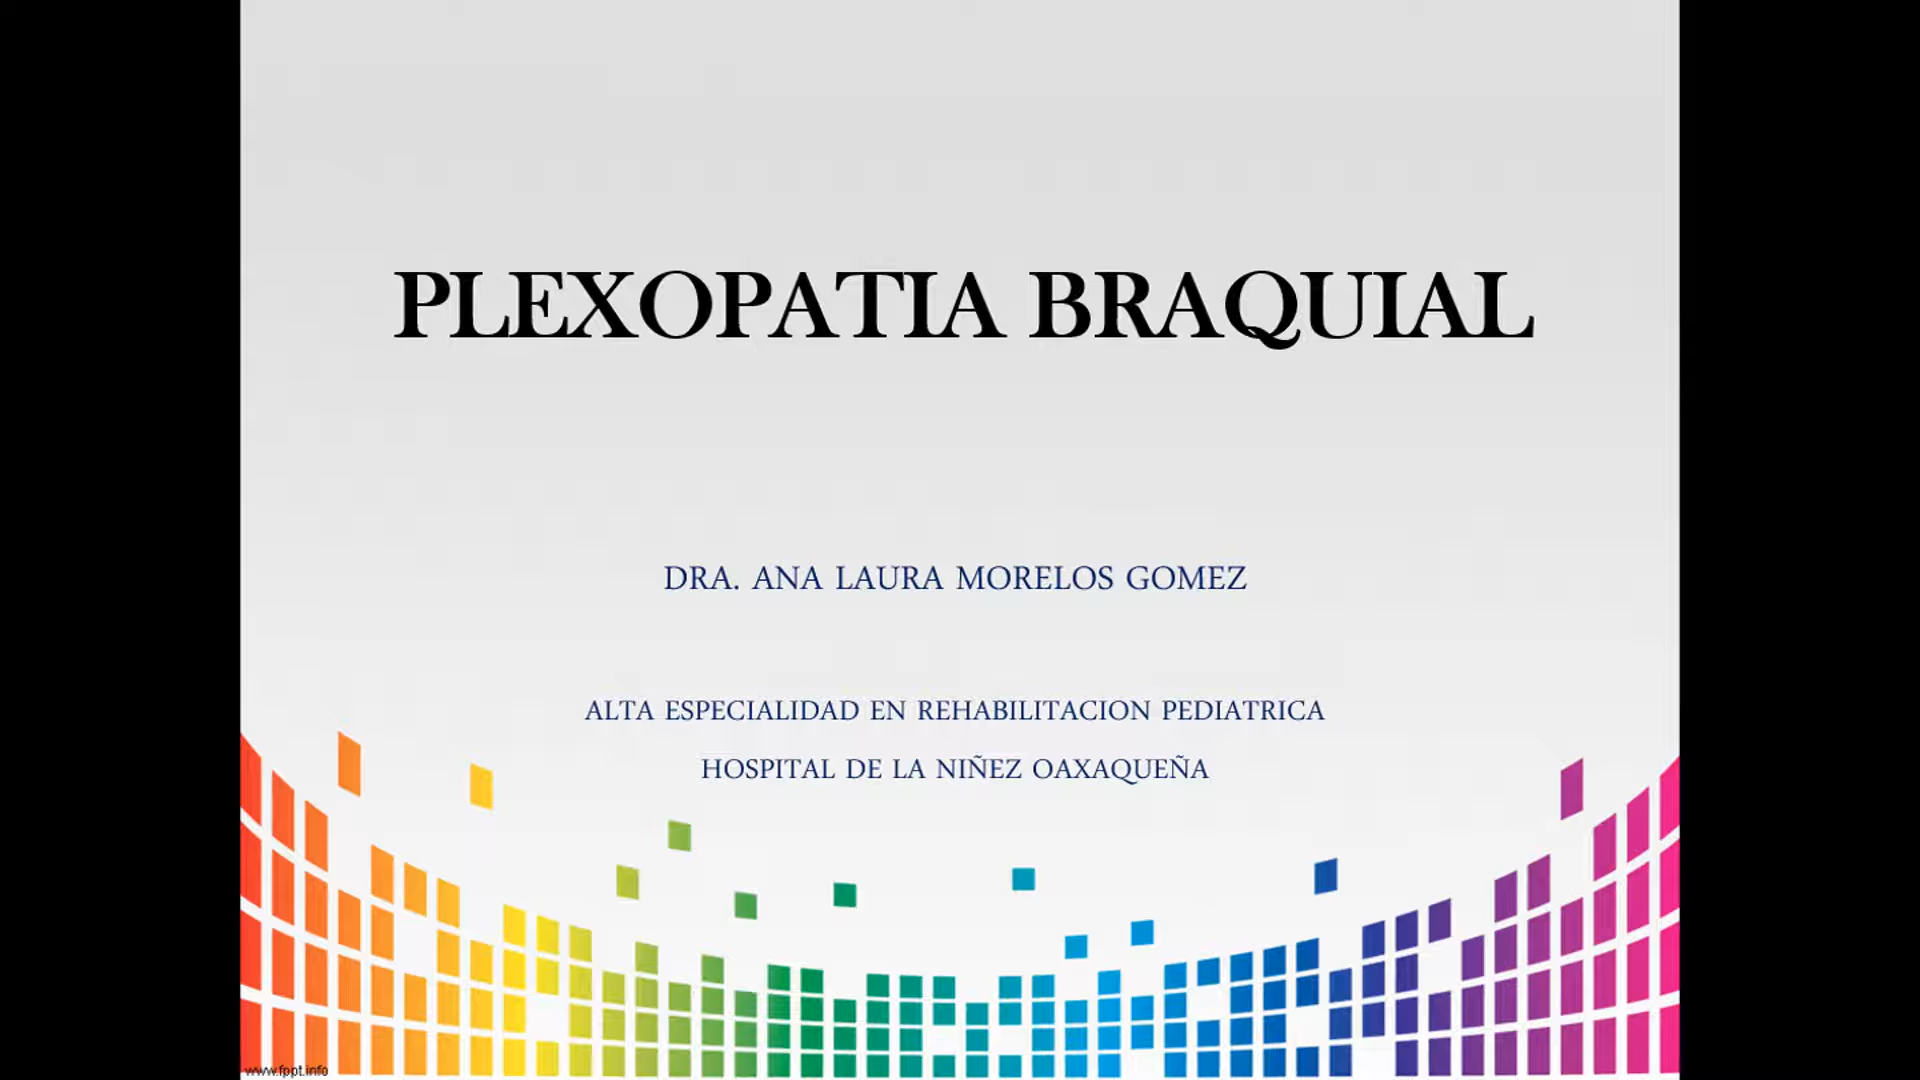 PLEXOPATIA BRAQUIAL
DRA. ANA LAURA MORELOS GOMEZ
ALTA ESPECIALIDAD EN REHABILITACION PEDIATRICA
HOSPITAL DE LA NIÑEZ OAXAQUEÑA
www.fppt.info